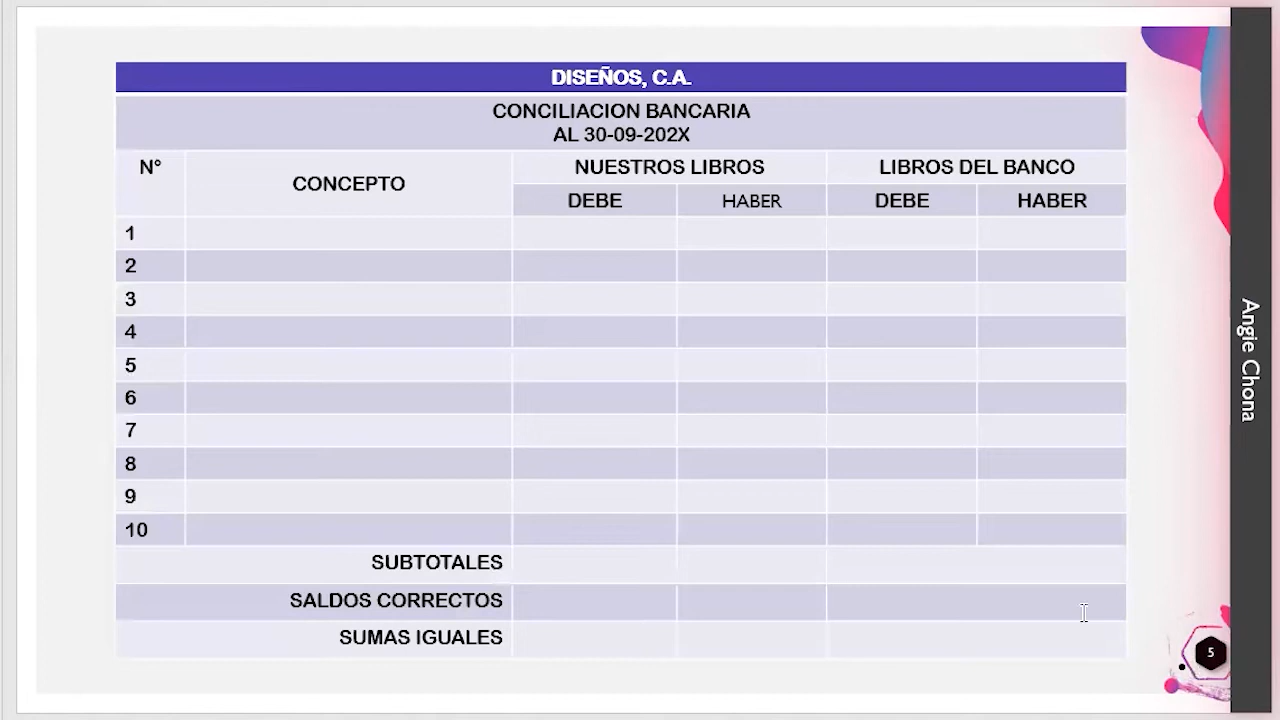 DISEÑOS, C.A.
CONCILIACION BANCARIA
AL 30-09-202X
N°
CONCEPTO
NUESTROS LIBROS
LIBROS DEL BANCO
DEBE
HABER
DEBE
HABER
1
2
3
4
5
6
7
8
9
10
SUBTOTALES
SALDOS CORRECTOS
SUMAS IGUALES
Angie Chona
5